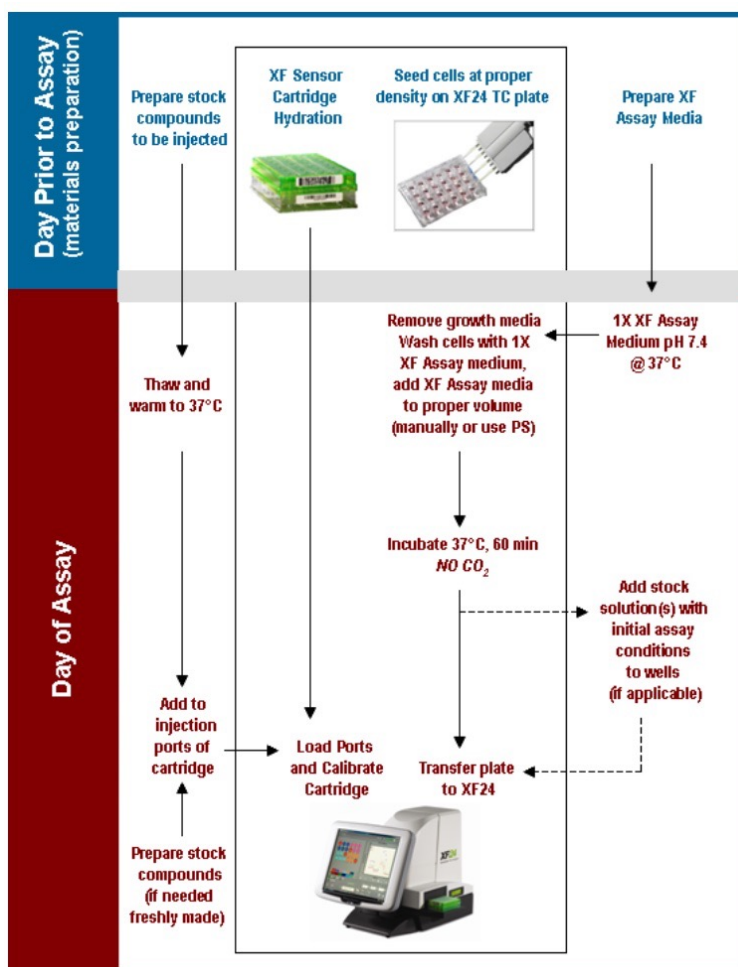 Day Prior to Assay
(materials preparation)
Prepare stock
compounds
to be injected
XF Sensor
Cartridge
Hydration
Seed cells at proper
density on XF24 TC plate
Prepare XF
Assay Media
Day of Assay
Thaw and
warm to 37°C
Remove growth media
Wash cells with 1X
XF Assay medium,
add XF Assay media
to proper volume
(manually or use PS)
1X XF Assay
Medium pH 7.4
@ 37°C
Incubate 37°C, 60 min
NO CO₂
Add stock
solution(s) with
initial assay
conditions
to wells
(if applicable)
Add to
injection
ports of
cartridge
Load Ports
and Calibrate
Cartridge
Transfer plate
to XF24
Prepare stock
compounds
(if needed
freshly made)
XF24